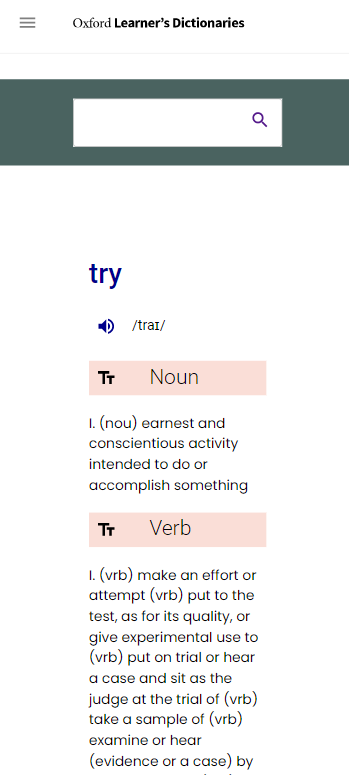 Oxford Learner's Dictionaries
try
/traɪ/
Noun
I. (nou) earnest and
conscientious activity
intended to do or
accomplish something
Verb
I. (vrb) make an effort or
attempt (vrb) put to the
test, as for its quality, or
give experimental use to
(vrb) put on trial or hear
a case and sit as the
judge at the trial of (vrb)
take a sample of (vrb)
examine or hear
(evidence or a case) by